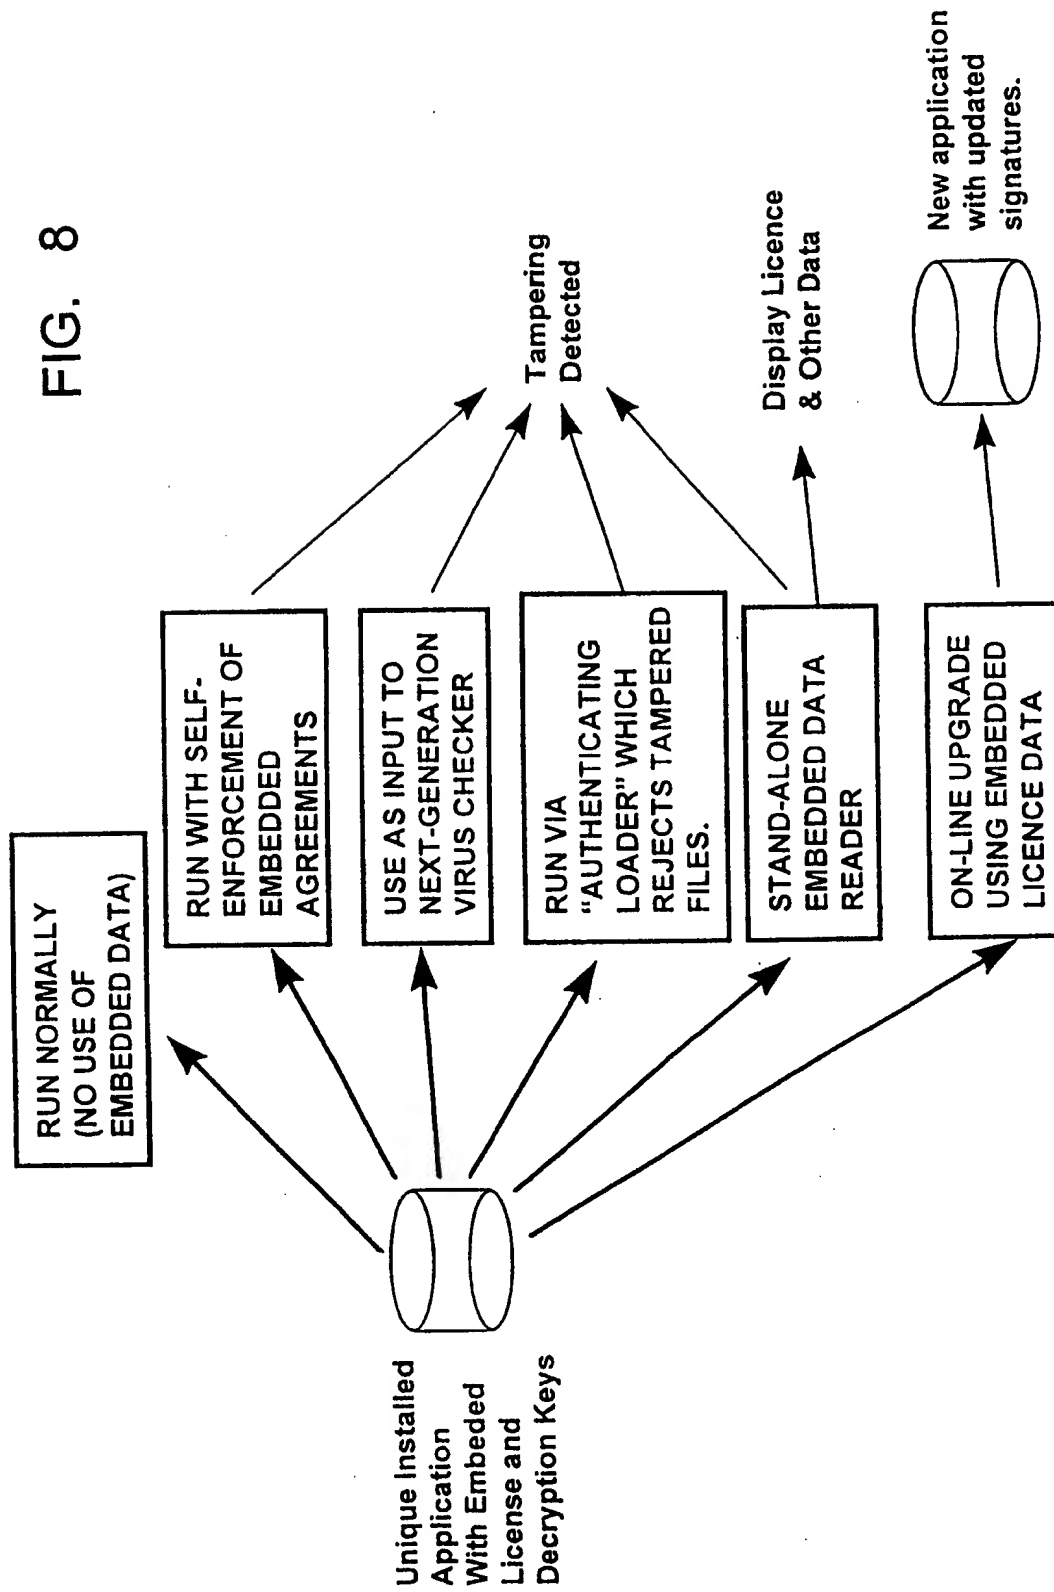 FIG. 8
RUN NORMALLY
(NO USE OF
EMBEDDED DATA)
RUN WITH SELF-
ENFORCEMENT OF
EMBEDDED
AGREEMENTS
USE AS INPUT TO
NEXT-GENERATION
VIRUS CHECKER
RUN VIA
“AUTHENTICATING
LOADER” WHICH
REJECTS TAMPERED
FILES.
STAND-ALONE
EMBEDDED DATA
READER
ON-LINE UPGRADE
USING EMBEDDED
LICENCE DATA
Unique Installed
Application
With Embeded
License and
Decryption Keys
Tampering
Detected
Display Licence
& Other Data
New application
with updated
signatures.